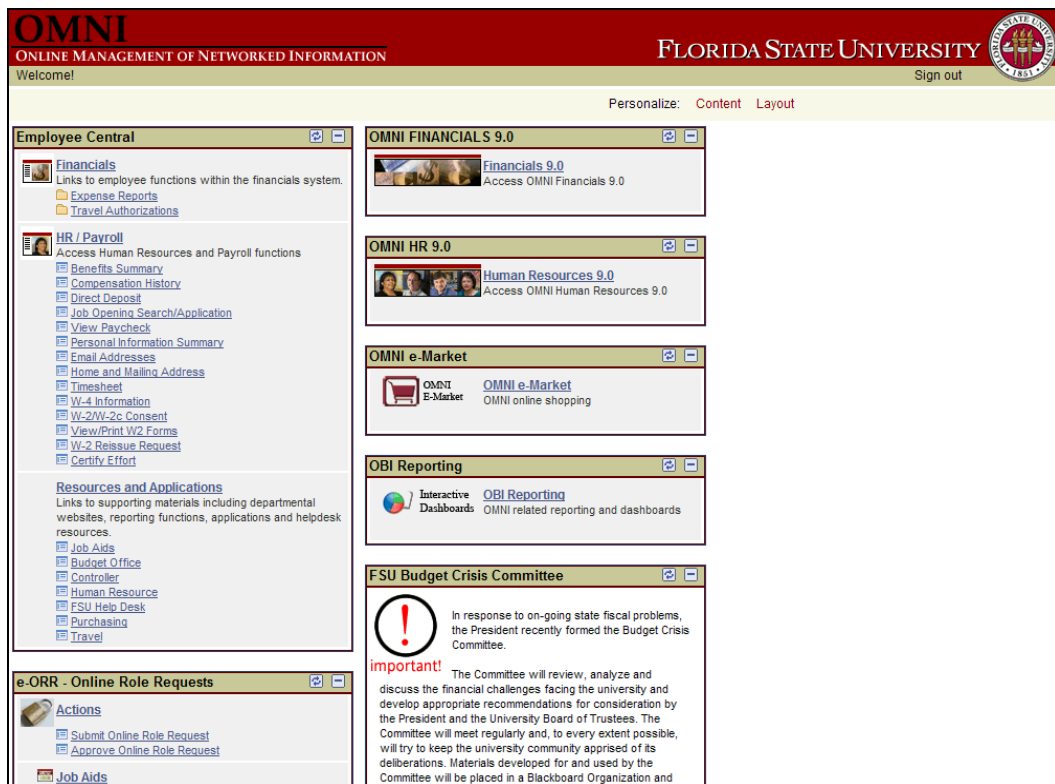 OMNI
ONLINE MANAGEMENT OF NETWORKED INFORMATION
FLORIDA STATE UNIVERSITY
Welcome!
Sign out
Personalize: Content Layout
Employee Central
Financials
Links to employee functions within the financials system.
Expense Reports
Travel Authorizations
HR / Payroll
Access Human Resources and Payroll functions
Benefits Summary
Compensation History
Direct Deposit
Job Opening Search/Application
View Paycheck
Personal Information Summary
Email Addresses
Home and Mailing Address
Timesheet
W-4 Information
W-2/W-2c Consent
View/Print W2 Forms
W-2 Reissue Request
Certify Effort
Resources and Applications
Links to supporting materials including departmental
websites, reporting functions, applications and helpdesk
resources.
Job Aids
Budget Office
Controller
Human Resource
FSU Help Desk
Purchasing
Travel
e-ORR - Online Role Requests
Actions
Submit Online Role Request
Approve Online Role Request
Job Aids
OMNI FINANCIALS 9.0
Financials 9.0
Access OMNI Financials 9.0
OMNI HR 9.0
Human Resources 9.0
Access OMNI Human Resources 9.0
OMNI e-Market
OMNI
E-Market
OMNI e-Market
OMNI online shopping
OBI Reporting
Interactive
Dashboards
OBI Reporting
OMNI related reporting and dashboards
FSU Budget Crisis Committee
important!
In response to on-going state fiscal problems,
the President recently formed the Budget Crisis
Committee.
The Committee will review, analyze and
discuss the financial challenges facing the university and
develop appropriate recommendations for consideration by
the President and the University Board of Trustees. The
Committee will meet regularly and, to every extent possible,
will try to keep the university community apprised of its
deliberations. Materials developed for and used by the
Committee will be placed in a Blackboard Organization and